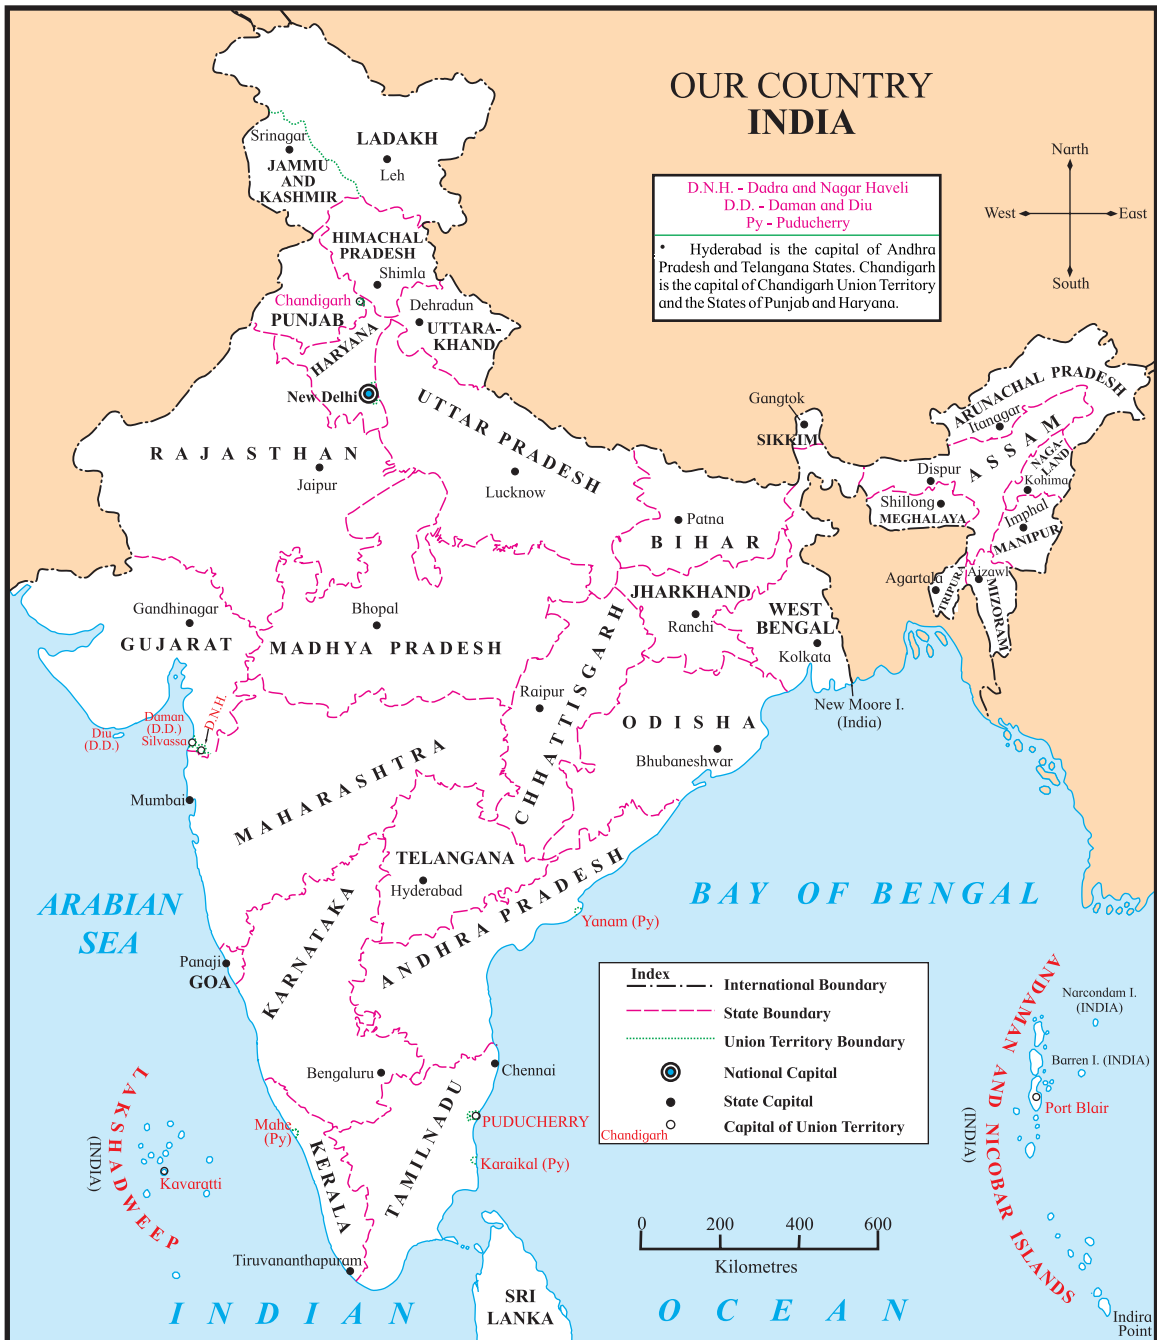 OUR COUNTRY
INDIA
D.N.H. - Dadra and Nagar Haveli
D.D. - Daman and Diu
Py - Puducherry
• Hyderabad is the capital of Andhra
Pradesh and Telangana States. Chandigarh
is the capital of Chandigarh Union Territory
and the States of Punjab and Haryana.
Narth
West
East
South
Srinagar
LADAKH
Leh
JAMMU
AND
KASHMIR
HIMACHAL
PRADESH
Shimla
Chandigarh
PUNJAB
Dehradun
UTTARA-
KHAND
HARYANA
New Delhi
UTTAR PRADESH
Lucknow
RAJASTHAN
Jaipur
Gangtok
SIKKIM
ARUNACHAL PRADESH
Itanagar
ASSAM
Dispur
NAGA-
LAND
Kohima
Shillong
MEGHALAYA
Imphal
MANIPUR
Patna
BIHAR
Agartala
TRIPURA
Aizawl
MIZORAM
JHARKHAND
Ranchi
WEST
BENGAL
Kolkata
New Moore I.
(India)
Gandhinagar
GUJARAT
Bhopal
MADHYA PRADESH
CHHATTISGARH
Raipur
ODISHA
Bhubaneshwar
Daman
(D.D.)
Silvassa
D.N.H.
Diu
(D.D.)
Mumbai
MAHARASHTRA
TELANGANA
Hyderabad
ANDHRA PRADESH
Yanam (Py)
ARABIAN
SEA
BAY OF BENGAL
Panaji
GOA
KARNATAKA
Bengaluru
Chennai
PUDUCHERRY
Karaikal (Py)
TAMILNADU
Mahe
(Py)
KERALA
Tiruvananthapuram
LAKSHADWEEP
(INDIA)
Kavaratti
Index
International Boundary
State Boundary
Union Territory Boundary
National Capital
State Capital
Chandigarh
Capital of Union Territory
ANDAMAN AND NICOBAR ISLANDS
(INDIA)
Narcondam I.
(INDIA)
Barren I. (INDIA)
Port Blair
Indira
Point
0 200 400 600
Kilometres
SRI
LANKA
INDIAN OCEAN